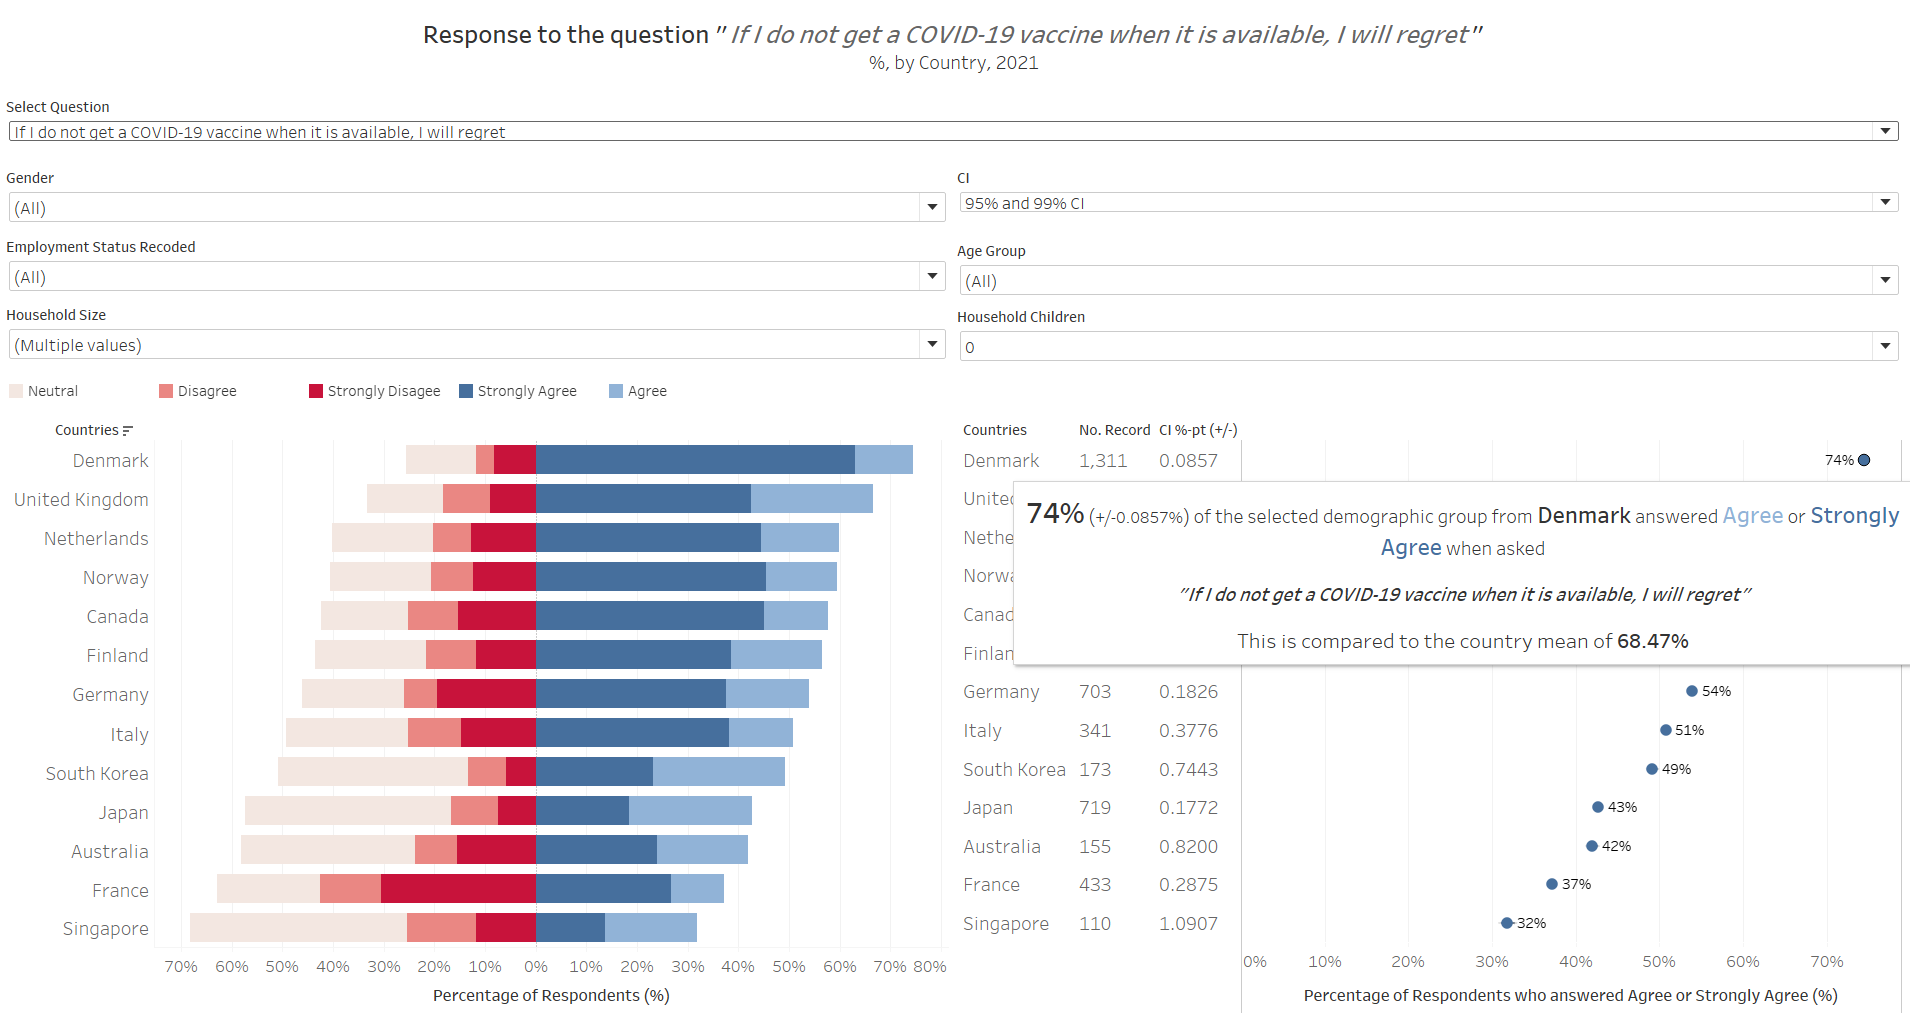 Response to the question " If I do not get a COVID-19 vaccine when it is available, I will regret"
%, by Country, 2021
Select Question
If I do not get a COVID-19 vaccine when it is available, I will regret
Gender
CI
(All)
95% and 99% CI
Employment Status Recoded
Age Group
(All)
(All)
Household Size
Household Children
(Multiple values)
0
Neutral Disagree Strongly Disagee Strongly Agree Agree
Countries
Denmark
United Kingdom
Netherlands
Norway
Canada
Finland
Germany
Italy
South Korea
Japan
Australia
France
Singapore
70% 60% 50% 40% 30% 20% 10% 0% 10% 20% 30% 40% 50% 60% 70% 80%
Percentage of Respondents (%)
Countries No. Record CI %-pt (+/-)
Denmark 1,311 0.0857 74%
74% (+/-0.0857%) of the selected demographic group from Denmark answered Agree or Strongly
Agree when asked
"If I do not get a COVID-19 vaccine when it is available, I will regret"
This is compared to the country mean of 68.47%
Germany 703 0.1826 54%
Italy 341 0.3776 51%
South Korea 173 0.7443 49%
Japan 719 0.1772 43%
Australia 155 0.8200 42%
France 433 0.2875 37%
Singapore 110 1.0907 32%
0% 10% 20% 30% 40% 50% 60% 70%
Percentage of Respondents who answered Agree or Strongly Agree (%)